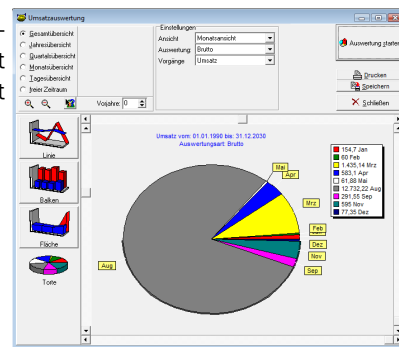 Umsatzauswertung
Gesamtübersicht
Jahresübersicht
Quartalsübersicht
Monatsübersicht
Tagesübersicht
freier Zeitraum
Vorjahre: 0
Einstellungen
Ansicht Monatsansicht
Auswertung Brutto
Vorgänge Umsatz
Auswertung starten
Drucken
Speichern
Schließen
Linie
Balken
Fläche
Torte
Umsatz vom: 01.01.1990 bis: 31.12.2030
Auswertungsart: Brutto
Mai
Apr
Mrz
Feb
Dez
Nov
Sep
Aug
154,7 Jan
60 Feb
1.435,14 Mrz
583,1 Apr
61,88 Mai
12.732,22 Aug
291,55 Sep
595 Nov
77,35 Dez